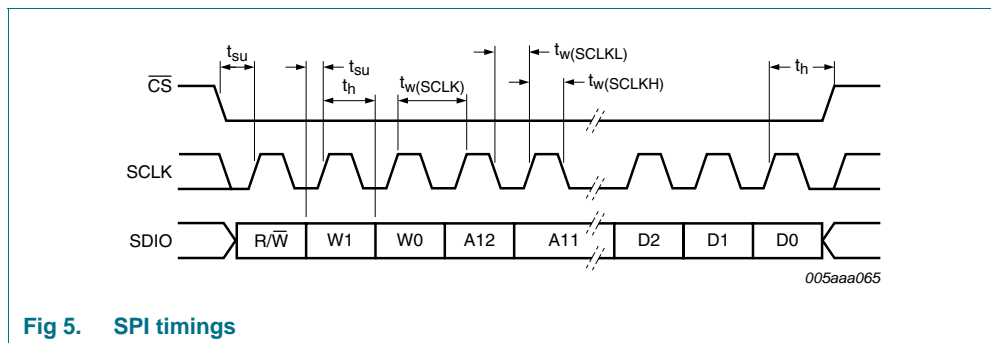 tsu
tsu
th
tw(SCLK)
tw(SCLKL)
tw(SCLKH)
th
CS
SCLK
SDIO
R/W W1 W0 A12 A11 D2 D1 D0
005aaa065
Fig 5. SPI timings